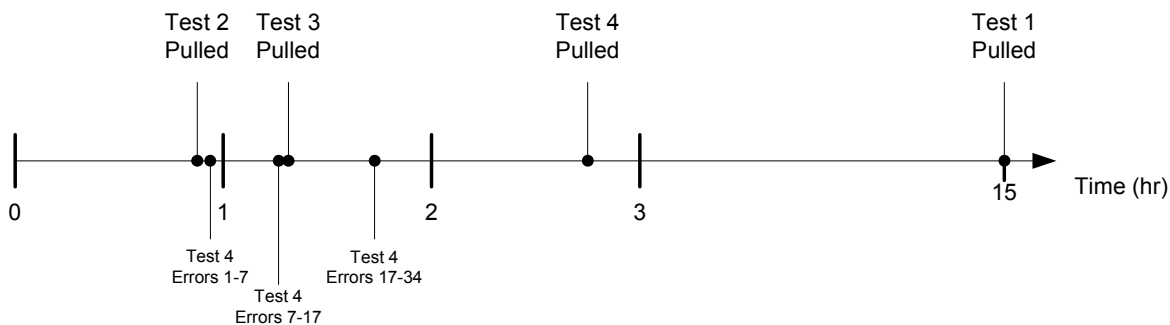 Test 2
Pulled
Test 3
Pulled
Test 4
Pulled
Test 1
Pulled
0
1
2
3
15
Time (hr)
Test 4
Errors 1-7
Test 4
Errors 7-17
Test 4
Errors 17-34